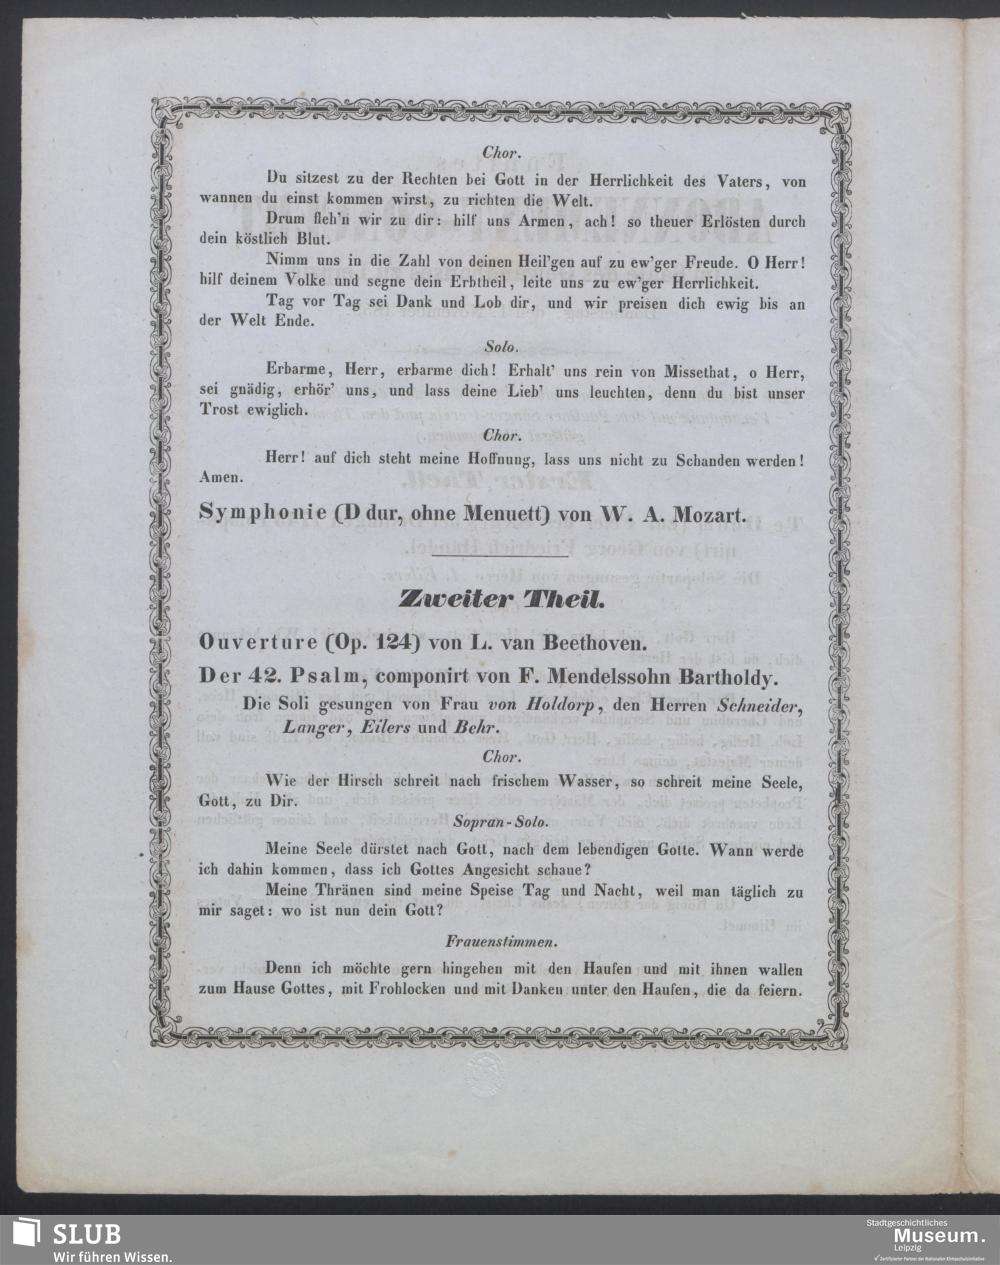 Chor.
Du sitzest zu der Rechten bei Gott in der Herrlichkeit des Vaters, von
wannen du einst kommen wirst, zu richten die Welt.
Drum fleh'n wir zu dir: hilf uns Armen, ach! so theuer Erlösten durch
dein köstlich Blut.
Nimm uns in die Zahl von deinen Heil'gen auf zu ew'ger Freude. O Herr!
hilf deinem Volke und segne dein Erbtheil, leite uns zu ew'ger Herrlichkeit.
Tag vor Tag sei Dank und Lob dir, und wir preisen dich ewig bis an
der Welt Ende.
Solo.
Erbarme, Herr, erbarme dich! Erhalt' uns rein von Missethat, o Herr,
sei gnädig, erhör' uns, und lass deine Lieb' uns leuchten, denn du bist unser
Trost ewiglich.
Chor.
Herr! auf dich steht meine Hoffnung, lass uns nicht zu Schanden werden!
Amen.
Symphonie (D dur, ohne Menuett) von W. A. Mozart.
Zweiter Theil.
Ouverture (Op. 124) von L. van Beethoven.
Der 42. Psalm, componirt von F. Mendelssohn Bartholdy.
Die Soli gesungen von Frau von Holdorp, den Herren Schneider,
Langer, Eilers und Behr.
Chor.
Wie der Hirsch schreit nach frischem Wasser, so schreit meine Seele,
Gott, zu Dir.
Sopran-Solo.
Meine Seele dürstet nach Gott, nach dem lebendigen Gotte. Wann werde
ich dahin kommen, dass ich Gottes Angesicht schaue?
Meine Thränen sind meine Speise Tag und Nacht, weil man täglich zu
mir saget: wo ist nun dein Gott?
Frauenstimmen.
Denn ich möchte gern hingehen mit den Haufen und mit ihnen wallen
zum Hause Gottes, mit Frohlocken und mit Danken unter den Haufen, die da feiern.
SLUB
Wir führen Wissen.
Stadtgeschichtliches
Museum.
Leipzig
Zertifizierter Partner der Nationalen Klimaschutzinitiative